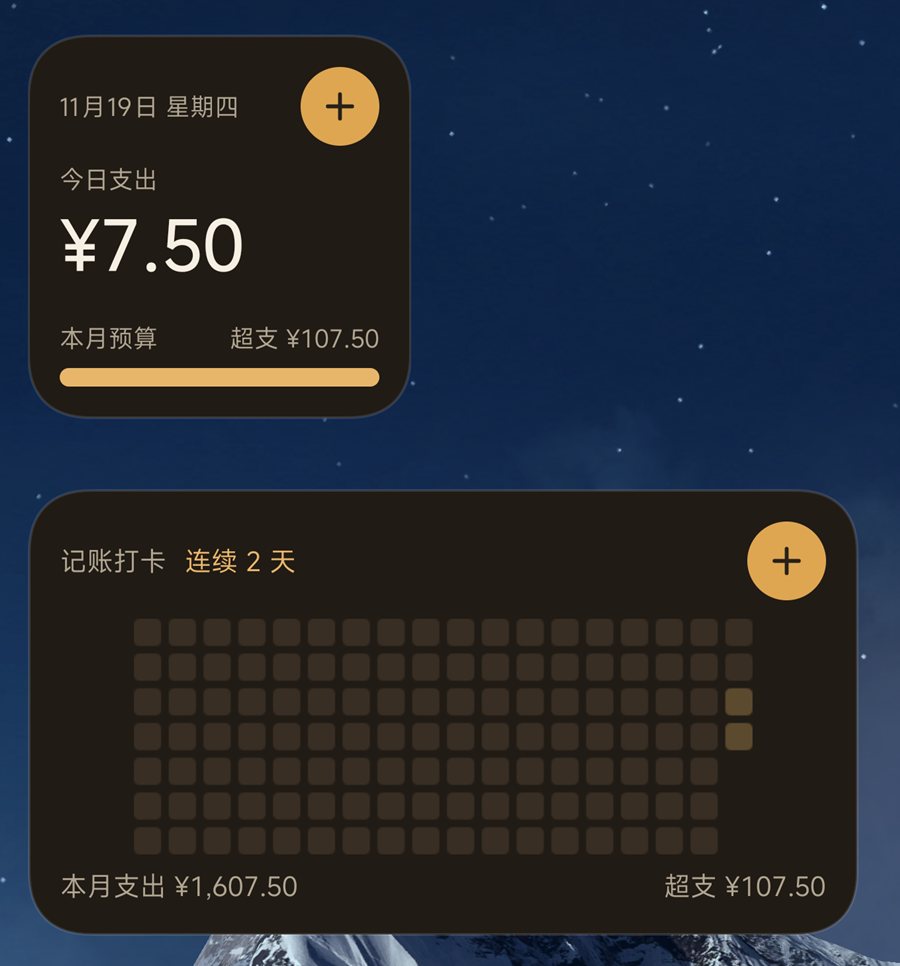 11月19日 星期四
今日支出
¥7.50
本月预算 超支 ¥107.50
记账打卡 连续 2 天
本月支出 ¥1,607.50 超支 ¥107.50